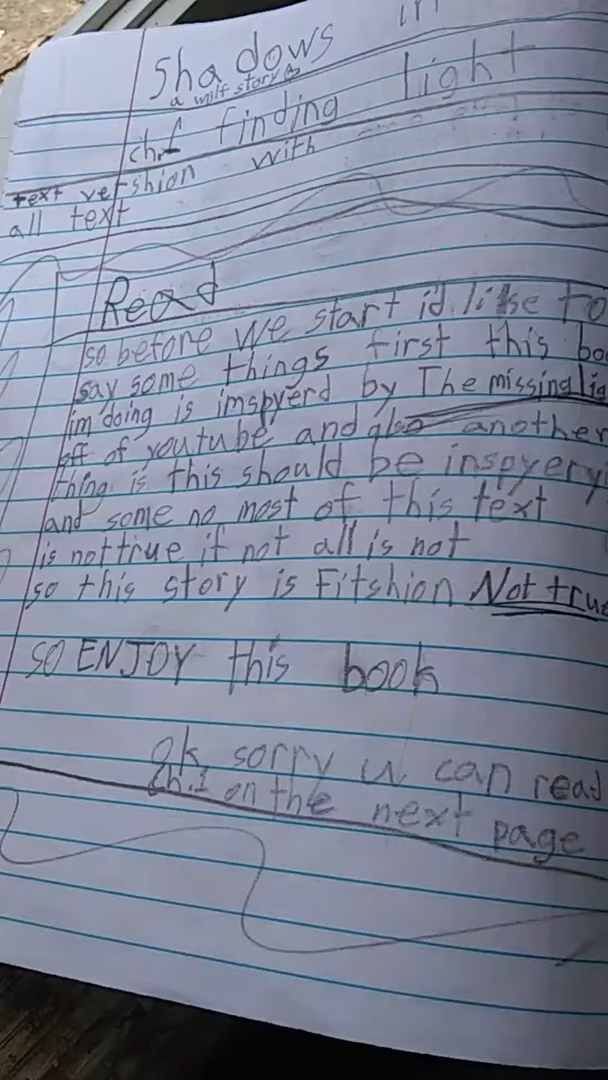 Shadows in
a wilf story
ch.1 finding light
text vershion with
all text
Read
so before we start id like to
say some things first this boo
im doing is imspyerd by The missing lig
off of youtube and also another
thing is this should be inspyery
and some no most of this text
is not true if not all is not
so this story is Fitshion Not true
SO ENJOY this book
ok sorry u can read
Ch.1 on the next page